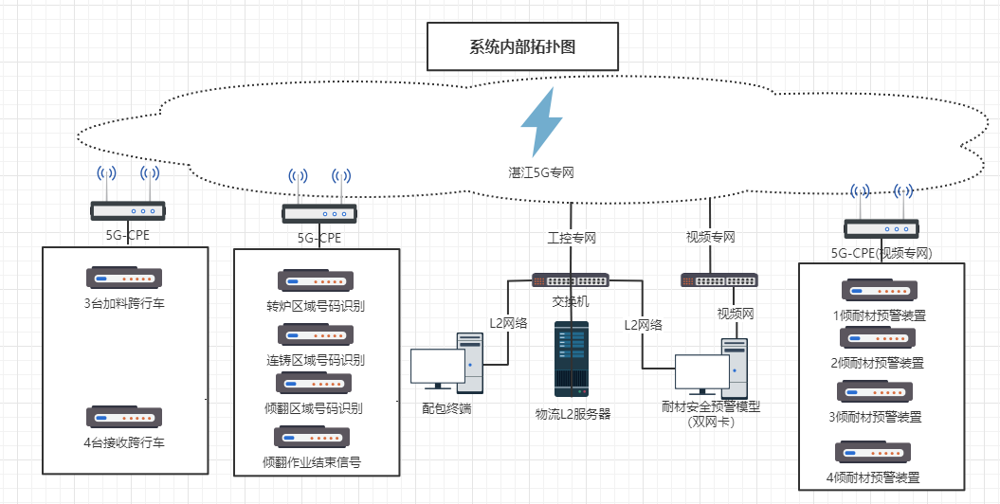 系统内部拓扑图
湛江5G专网
5G-CPE
5G-CPE
工控专网
视频专网
5G-CPE(视频专网)
3台加料跨行车
4台接收跨行车
转炉区域号码识别
连铸区域号码识别
倾翻区域号码识别
倾翻作业结束信号
交换机
L2网络
L2网络
视频网
配包终端
物流L2服务器
耐材安全预警模型
(双网卡)
1倾耐材预警装置
2倾耐材预警装置
3倾耐材预警装置
4倾耐材预警装置